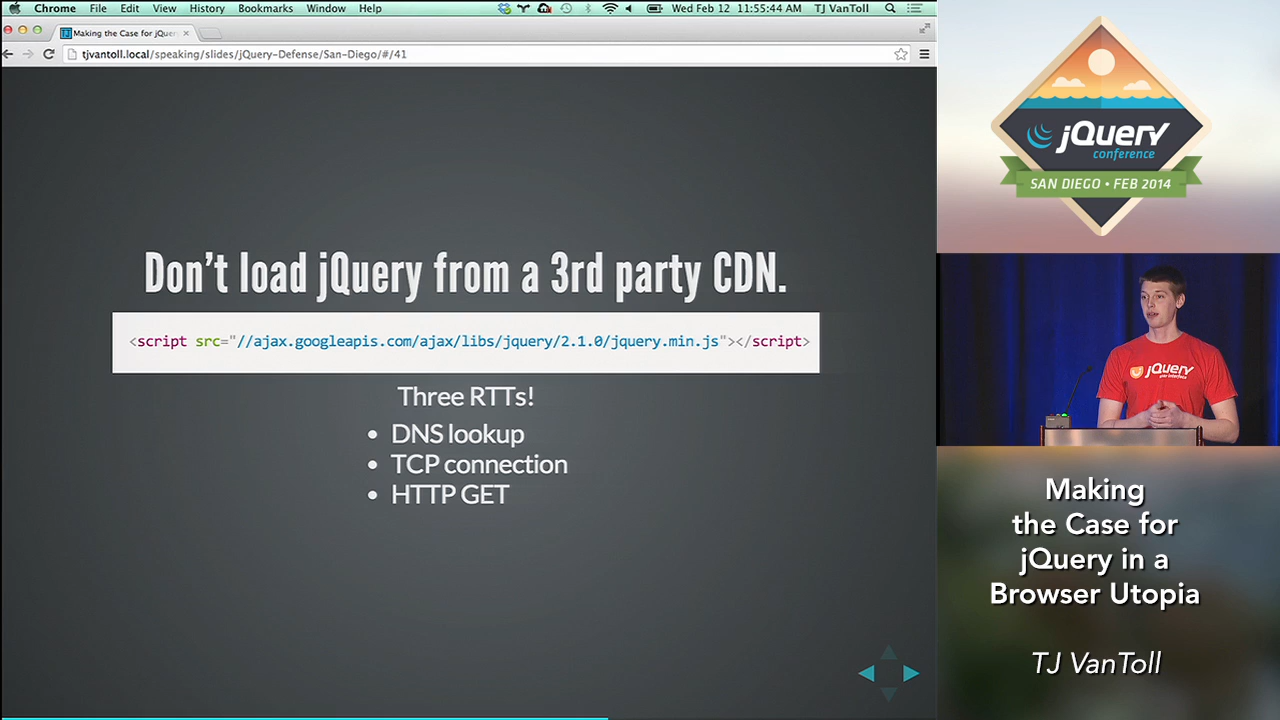 Chrome File Edit View History Bookmarks Window Help
Wed Feb 12 11:55:44 AM TJ VanToll
Making the Case for jQuer
tjvantoll.local/speaking/slides/jQuery-Defense/San-Diego/#/41
Don't load jQuery from a 3rd party CDN.
<script src="//ajax.googleapis.com/ajax/libs/jquery/2.1.0/jquery.min.js"></script>
Three RTTs!
• DNS lookup
• TCP connection
• HTTP GET
jQuery
conference
SAN DIEGO • FEB 2014
jQuery
user interface
Making
the Case for
jQuery in a
Browser Utopia
TJ VanToll